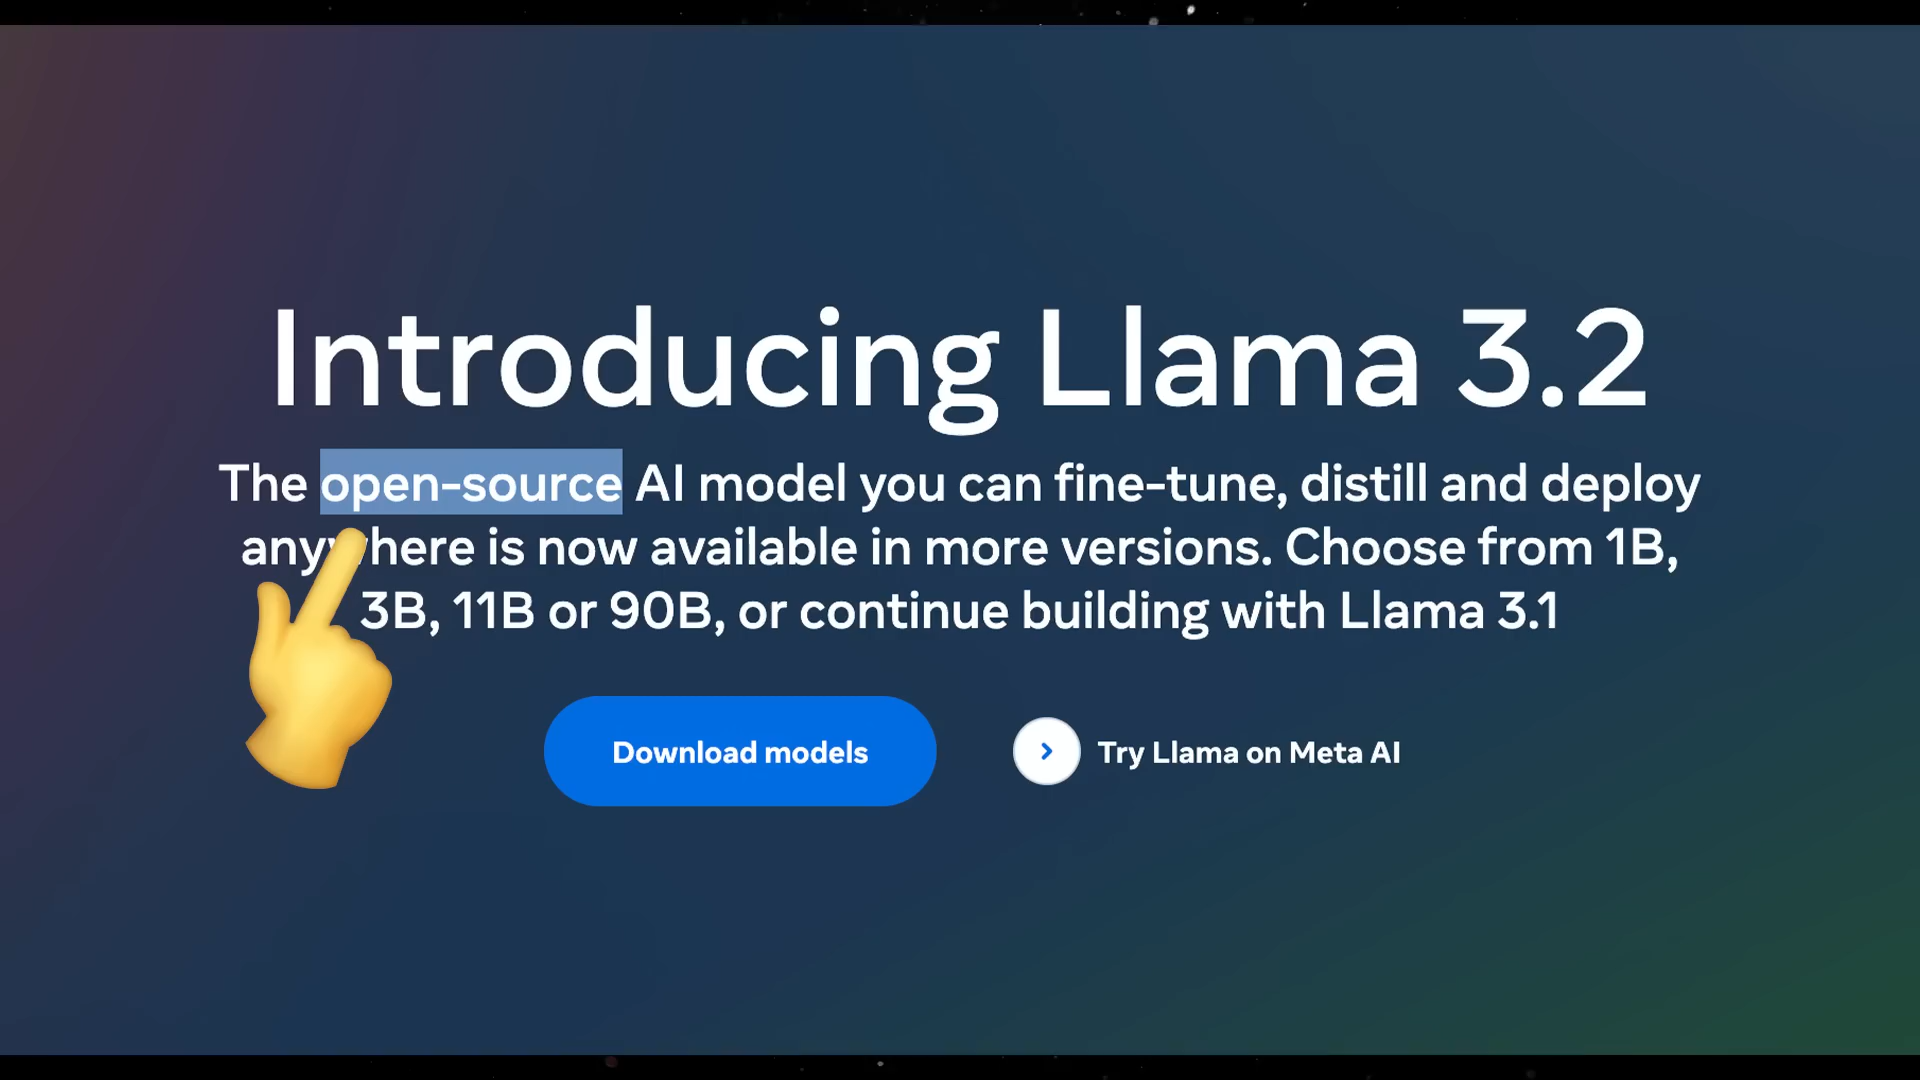 Introducing Llama 3.2
The open-source AI model you can fine-tune, distill and deploy
anywhere is now available in more versions. Choose from 1B,
3B, 11B or 90B, or continue building with Llama 3.1
Download models
Try Llama on Meta AI